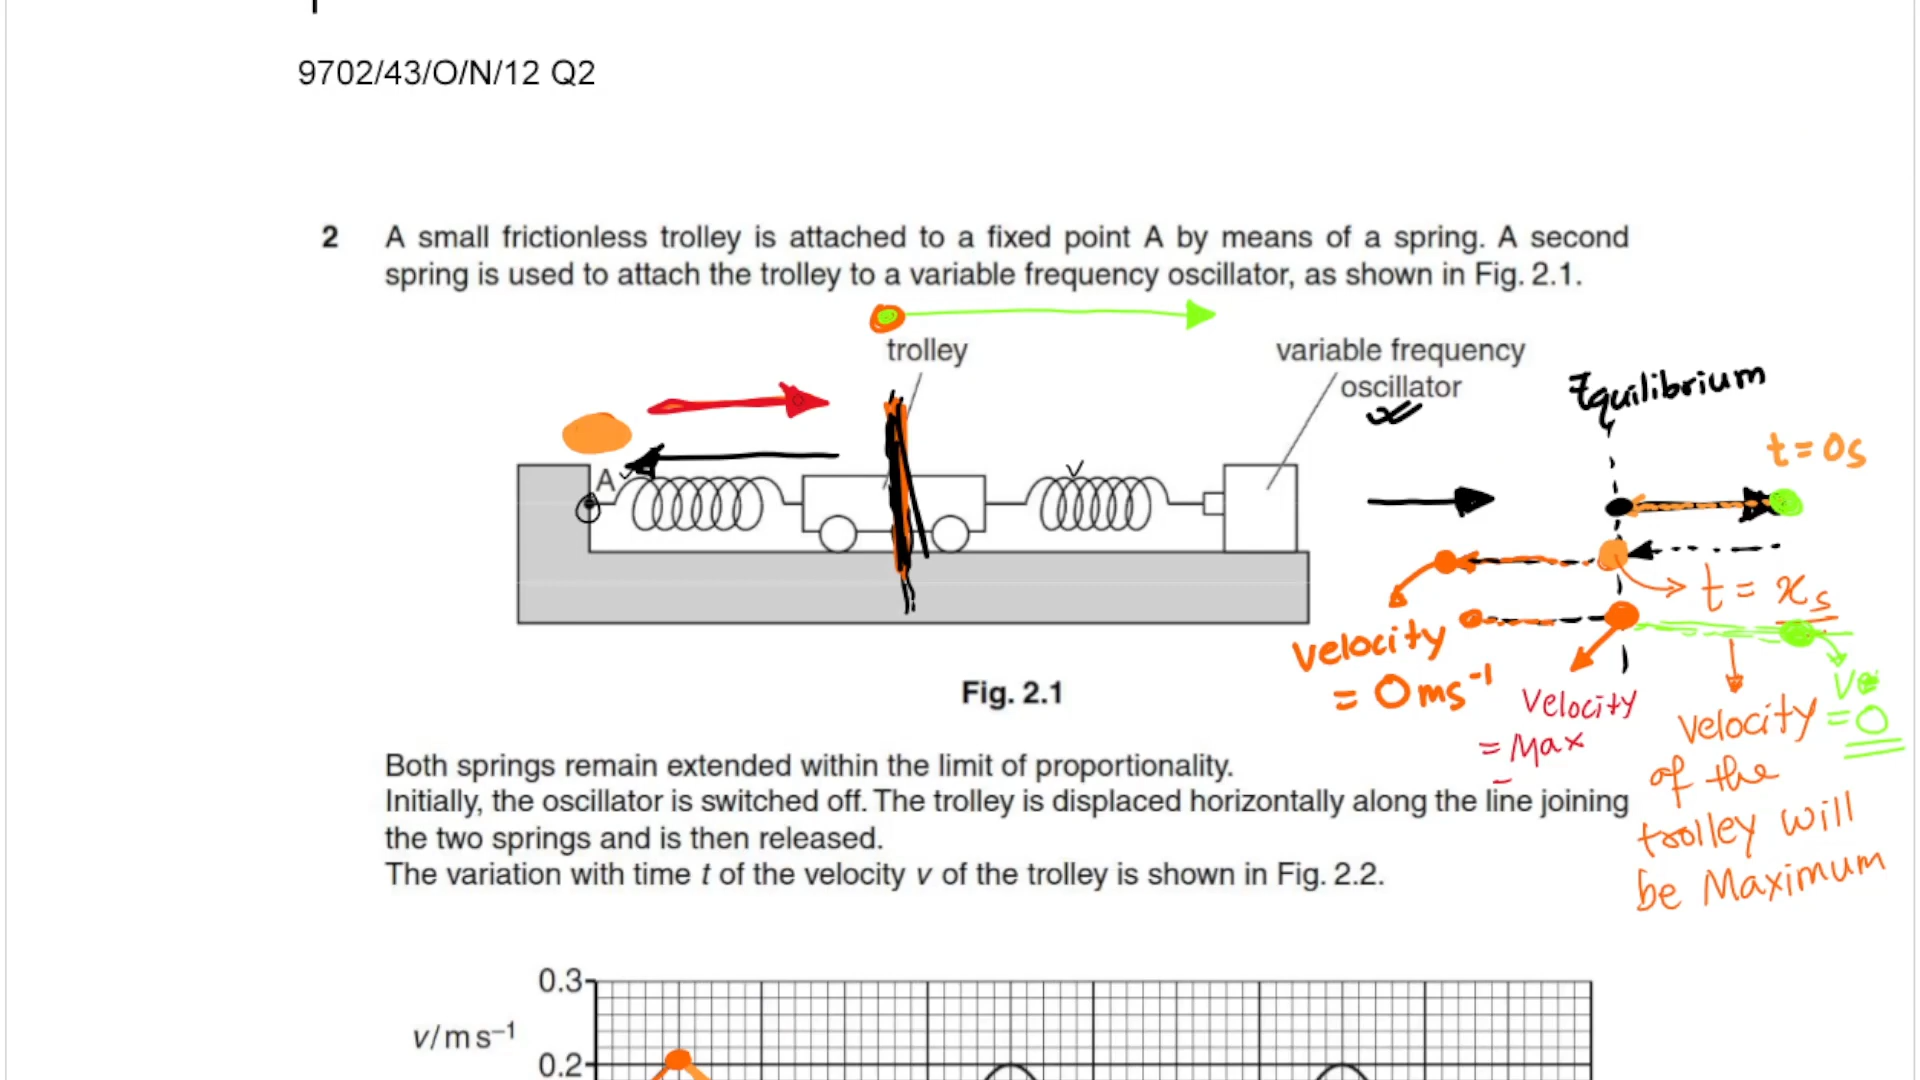 9702/43/O/N/12 Q2
2 A small frictionless trolley is attached to a fixed point A by means of a spring. A second
spring is used to attach the trolley to a variable frequency oscillator, as shown in Fig. 2.1.
trolley
variable frequency
oscillator
Equilibrium
t = 0s
A
t = xs
velocity
= 0 ms⁻¹
Velocity
= Max
Velocity
of the
trolley will
be Maximum
= 0
Fig. 2.1
Both springs remain extended within the limit of proportionality.
Initially, the oscillator is switched off. The trolley is displaced horizontally along the line joining
the two springs and is then released.
The variation with time t of the velocity v of the trolley is shown in Fig. 2.2.
0.3
v/m s⁻¹
0.2